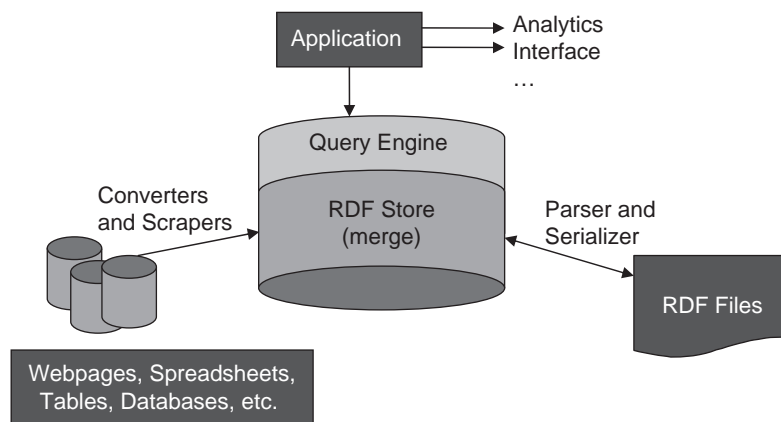 Application
Analytics
Interface
…
Query Engine
RDF Store
(merge)
Converters
and Scrapers
Parser and
Serializer
RDF Files
Webpages, Spreadsheets,
Tables, Databases, etc.